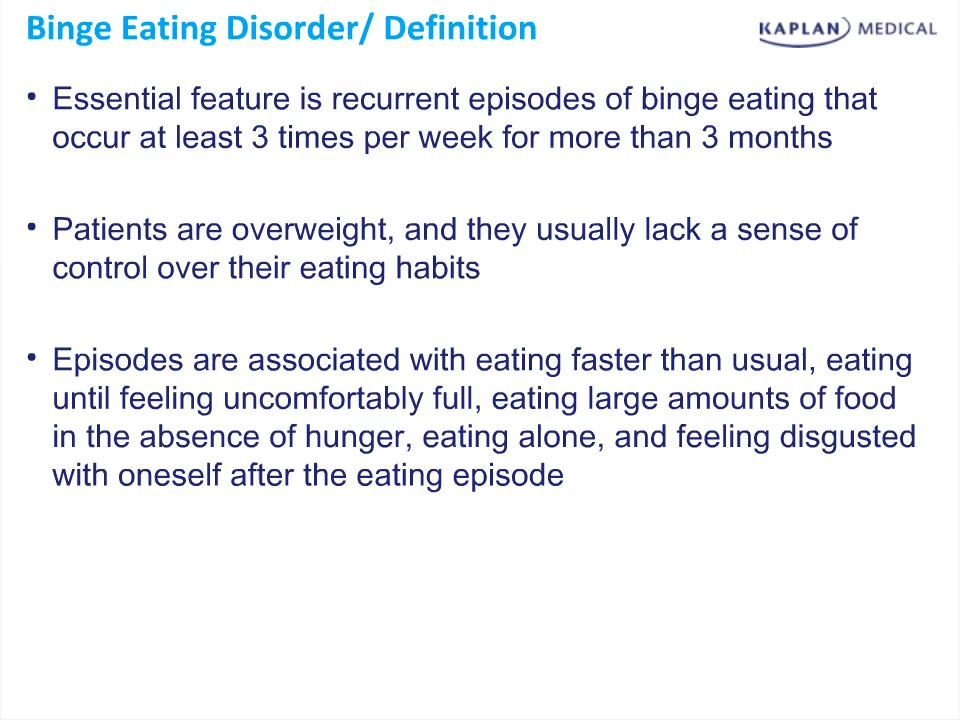 Binge Eating Disorder/ Definition
KAPLAN MEDICAL
• Essential feature is recurrent episodes of binge eating that
occur at least 3 times per week for more than 3 months
• Patients are overweight, and they usually lack a sense of
control over their eating habits
• Episodes are associated with eating faster than usual, eating
until feeling uncomfortably full, eating large amounts of food
in the absence of hunger, eating alone, and feeling disgusted
with oneself after the eating episode